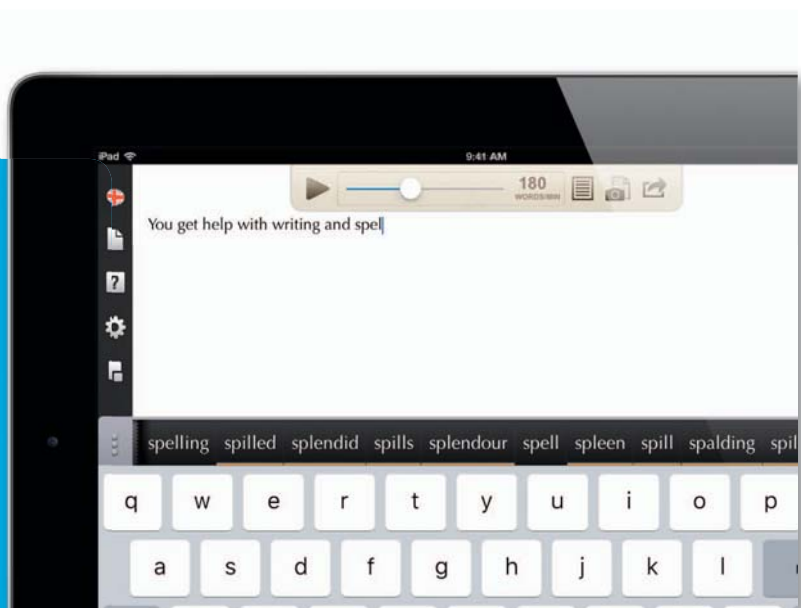 iPad 9:41 AM
180
WORDS/MIN
You get help with writing and spel
?
spelling spilled splendid spills splendour spell spleen spill spalding spil
q w e r t y u i o p
a s d f g h j k l